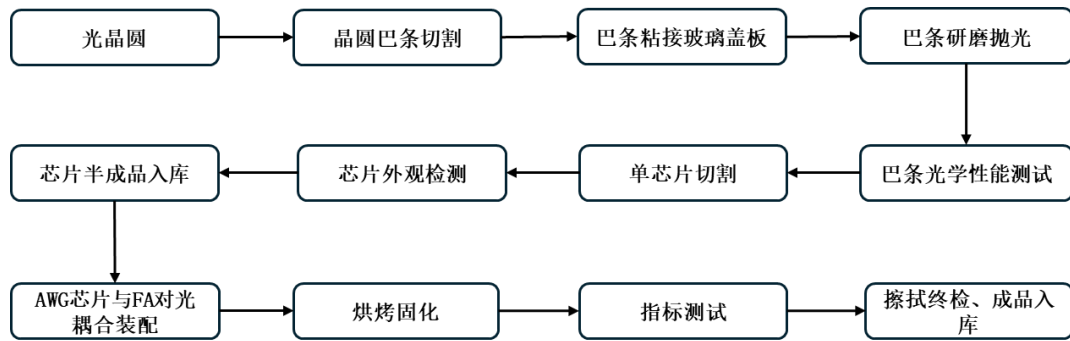 光晶圆
晶圆巴条切割
巴条粘接玻璃盖板
巴条研磨抛光
芯片半成品入库
芯片外观检测
单芯片切割
巴条光学性能测试
AWG芯片与FA对光
耦合装配
烘烤固化
指标测试
擦拭终检、成品入
库